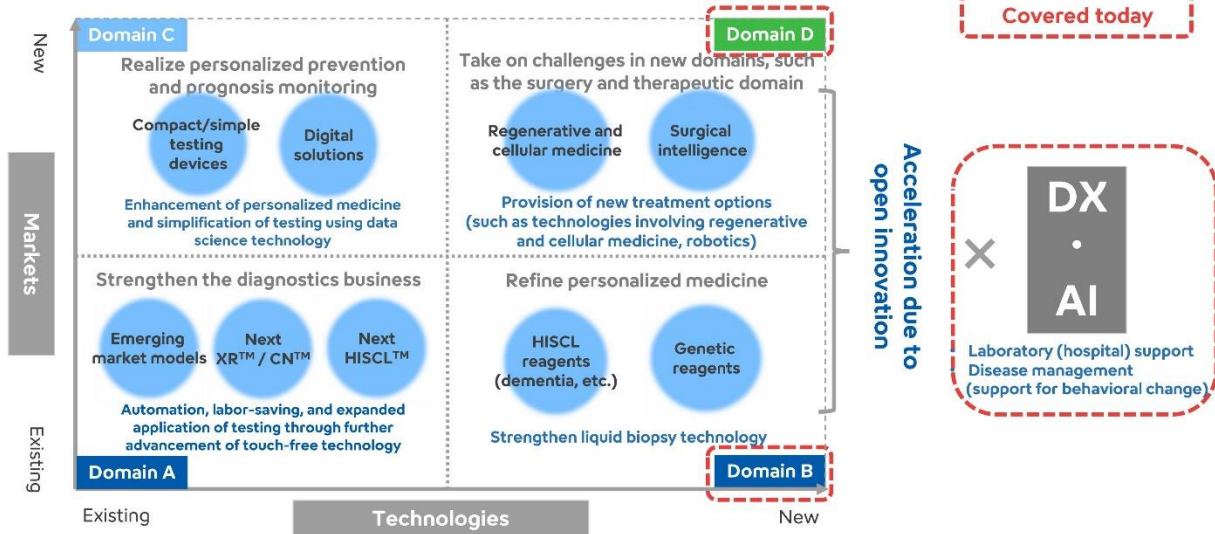 Covered today
New
Markets
Existing
Domain C
Realize personalized prevention
and prognosis monitoring
Compact/simple
testing
devices
Digital
solutions
Enhancement of personalized medicine
and simplification of testing using data
science technology
Domain D
Take on challenges in new domains, such
as the surgery and therapeutic domain
Regenerative and
cellular medicine
Surgical
intelligence
Provision of new treatment options
(such as technologies involving regenerative
and cellular medicine, robotics)
Strengthen the diagnostics business
Emerging
market models
Next
XR™ / CN™
Next
HISCL™
Automation, labor-saving, and expanded
application of testing through further
advancement of touch-free technology
Domain A
Refine personalized medicine
HISCL
reagents
(dementia, etc.)
Genetic
reagents
Strengthen liquid biopsy technology
Domain B
Existing
Technologies
New
Acceleration due to
open innovation
×
DX
・
AI
Laboratory (hospital) support
Disease management
(support for behavioral change)